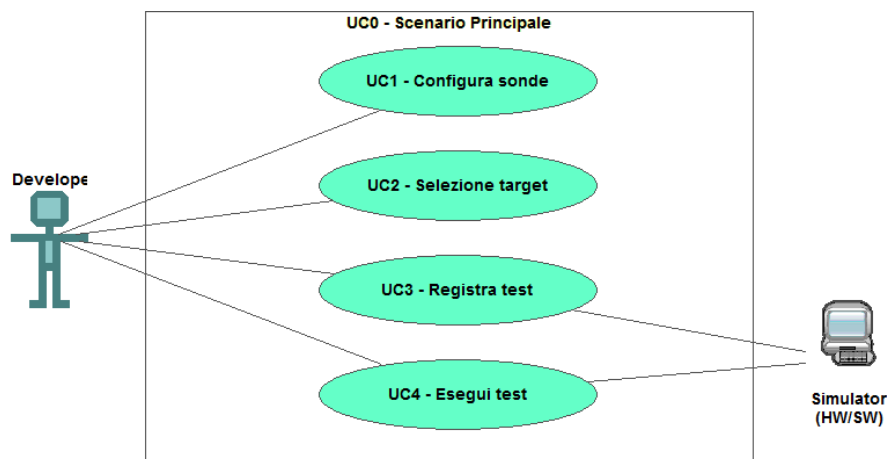 UC0 - Scenario Principale
UC1 - Configura sonde
Develope
UC2 - Selezione target
UC3 - Registra test
UC4 - Esegui test
Simulator
(HW/SW)